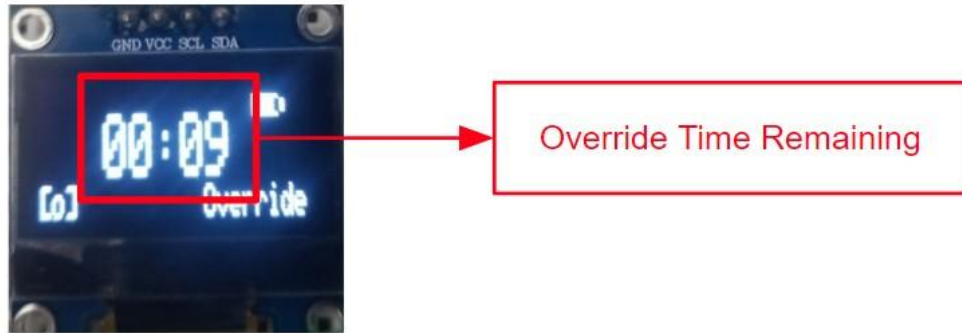 GND VCC SCL SDA
00:09
[o] Override
Override Time Remaining